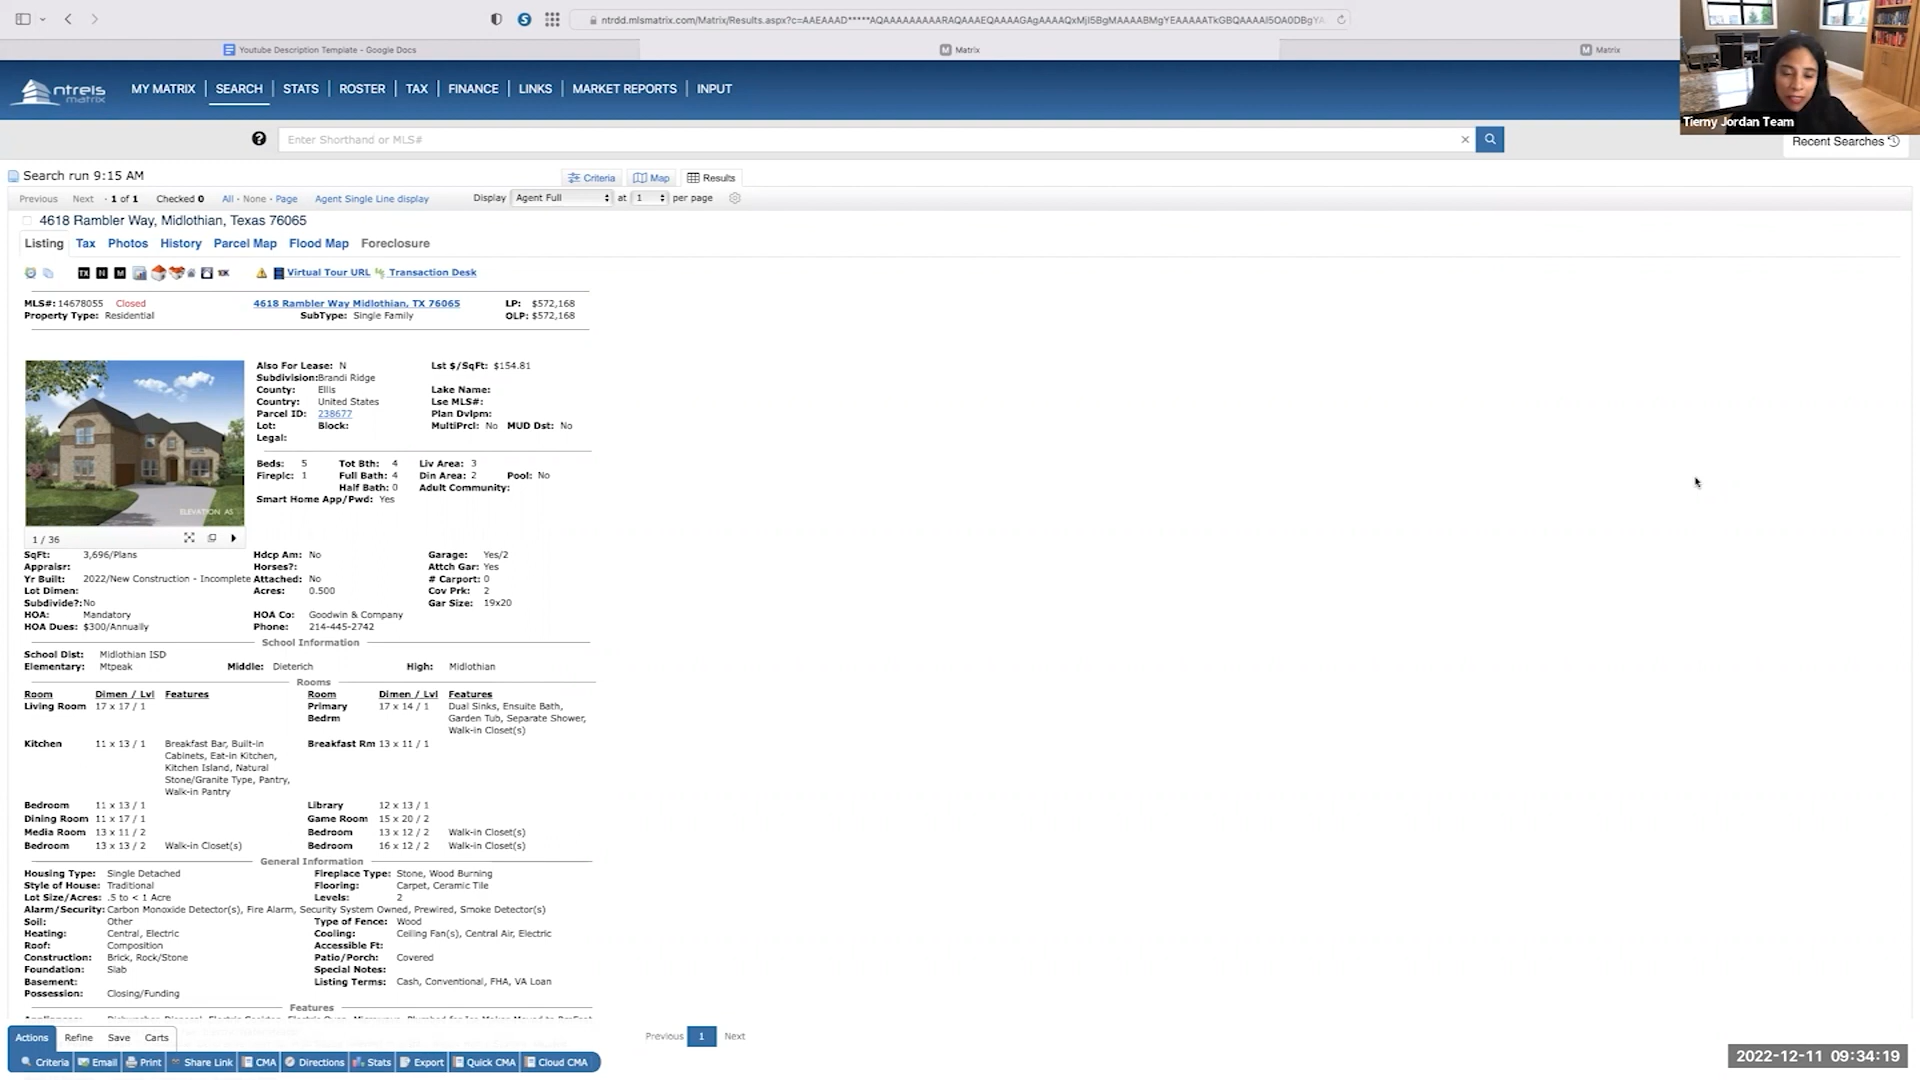 ntrdd.mlsmatrix.com/Matrix/Results.aspx?c=
Youtube Description Template - Google Docs
Matrix
Matrix
ntreis
matrix
MY MATRIX SEARCH STATS ROSTER TAX FINANCE LINKS MARKET REPORTS INPUT
Tierny Jordan Team
Enter Shorthand or MLS#
Recent Searches
Search run 9:15 AM
Criteria Map Results
Previous Next · 1 of 1 Checked 0 All · None · Page Agent Single Line display Display Agent Full at 1 per page
4618 Rambler Way, Midlothian, Texas 76065
Listing Tax Photos History Parcel Map Flood Map Foreclosure
TX N M Virtual Tour URL Transaction Desk
MLS#: 14678055 Closed 4618 Rambler Way Midlothian, TX 76065 LP: $572,168
Property Type: Residential SubType: Single Family OLP: $572,168
Also For Lease: N Lst $/SqFt: $154.81
Subdivision: Brandi Ridge
County: Ellis Lake Name:
Country: United States Lse MLS#:
Parcel ID: 238677 Plan Dvlpm:
Lot: Block: MultiPrcl: No MUD Dst: No
Legal:
Beds: 5 Tot Bth: 4 Liv Area: 3
Fireplc: 1 Full Bath: 4 Din Area: 2 Pool: No
Half Bath: 0 Adult Community:
Smart Home App/Pwd: Yes
ELEVATION AS
1 / 36
SqFt: 3,696/Plans Hdcp Am: No Garage: Yes/2
Appraisr: Horses?: Attch Gar: Yes
Yr Built: 2022/New Construction - Incomplete Attached: No # Carport: 0
Lot Dimen: Acres: 0.500 Cov Prk: 2
Subdivide?: No Gar Size: 19x20
HOA: Mandatory HOA Co: Goodwin & Company
HOA Dues: $300/Annually Phone: 214-445-2742
School Information
School Dist: Midlothian ISD
Elementary: Mtpeak Middle: Dieterich High: Midlothian
Rooms
Room Dimen / Lvl Features Room Dimen / Lvl Features
Living Room 17 x 17 / 1 Primary 17 x 14 / 1 Dual Sinks, Ensuite Bath,
Bedrm Garden Tub, Separate Shower,
Walk-in Closet(s)
Kitchen 11 x 13 / 1 Breakfast Bar, Built-in Breakfast Rm 13 x 11 / 1
Cabinets, Eat-in Kitchen,
Kitchen Island, Natural
Stone/Granite Type, Pantry,
Walk-in Pantry
Bedroom 11 x 13 / 1 Library 12 x 13 / 1
Dining Room 11 x 17 / 1 Game Room 15 x 20 / 2
Media Room 13 x 11 / 2 Bedroom 13 x 12 / 2 Walk-in Closet(s)
Bedroom 13 x 13 / 2 Walk-in Closet(s) Bedroom 16 x 12 / 2 Walk-in Closet(s)
General Information
Housing Type: Single Detached Fireplace Type: Stone, Wood Burning
Style of House: Traditional Flooring: Carpet, Ceramic Tile
Lot Size/Acres: .5 to < 1 Acre Levels: 2
Alarm/Security: Carbon Monoxide Detector(s), Fire Alarm, Security System Owned, Prewired, Smoke Detector(s)
Soil: Other Type of Fence: Wood
Heating: Central, Electric Cooling: Ceiling Fan(s), Central Air, Electric
Roof: Composition Accessible Ft:
Construction: Brick, Rock/Stone Patio/Porch: Covered
Foundation: Slab Special Notes:
Basement: Listing Terms: Cash, Conventional, FHA, VA Loan
Possession: Closing/Funding
Features
Actions Refine Save Carts
Previous 1 Next
Criteria Email Print Share Link CMA Directions Stats Export Quick CMA Cloud CMA
2022-12-11 09:34:19